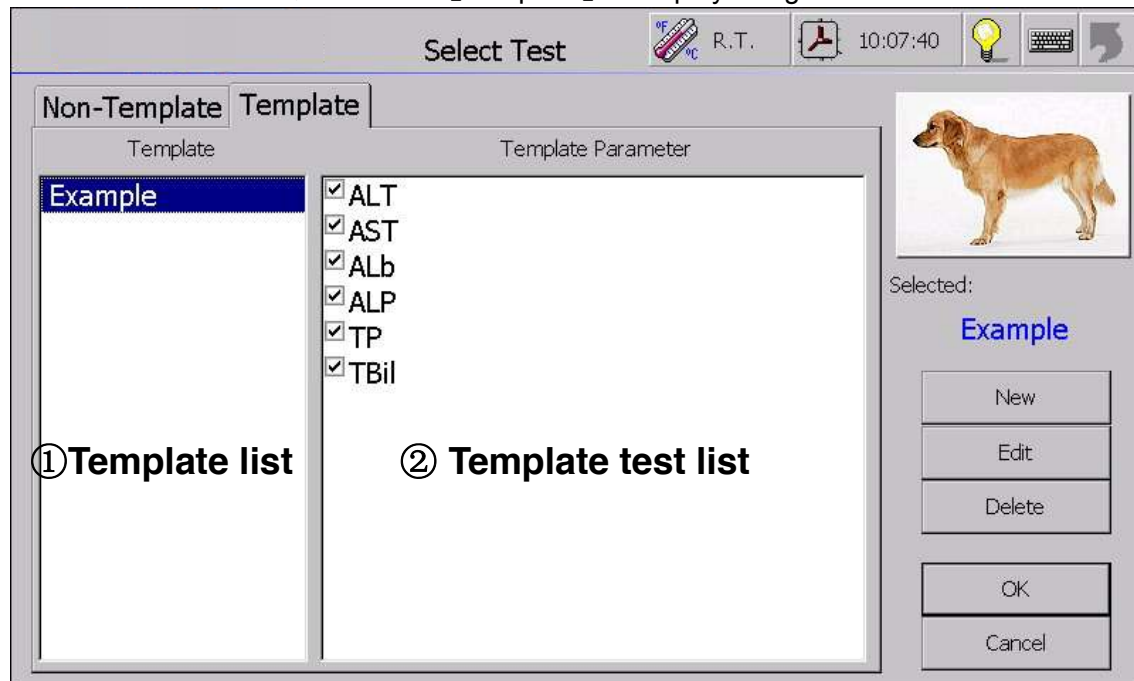 Select Test
°F
°C
R.T.
10:07:40
Non-Template
Template
Template
Template Parameter
Example
ALT
AST
ALb
ALP
TP
TBil
①Template list
② Template test list
Selected:
Example
New
Edit
Delete
OK
Cancel